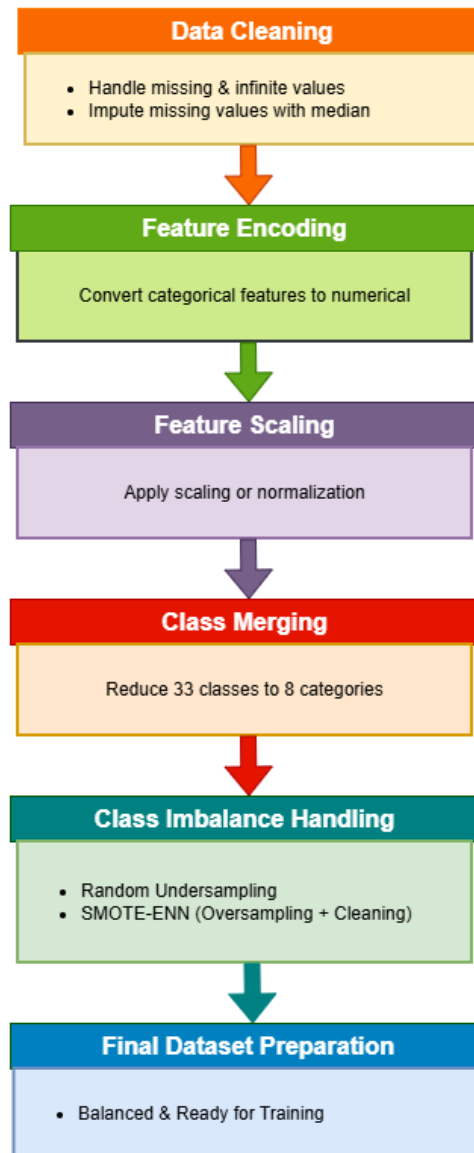 Data Cleaning
• Handle missing & infinite values
• Impute missing values with median
Feature Encoding
Convert categorical features to numerical
Feature Scaling
Apply scaling or normalization
Class Merging
Reduce 33 classes to 8 categories
Class Imbalance Handling
• Random Undersampling
• SMOTE-ENN (Oversampling + Cleaning)
Final Dataset Preparation
• Balanced & Ready for Training